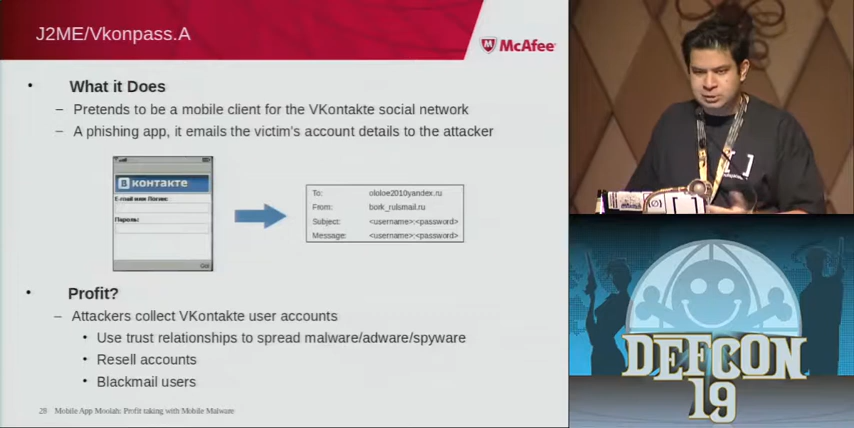 J2ME/Vkonpass.A
McAfee
• What it Does
– Pretends to be a mobile client for the VKontakte social network
– A phishing app, it emails the victim's account details to the attacker
В контакте
E-mail или Логин:
Пароль:
To: ololoe2010yandex.ru
From: bork_rulsmail.ru
Subject: <username>:<password>
Message: <username>:<password>
• Profit?
– Attackers collect VKontakte user accounts
• Use trust relationships to spread malware/adware/spyware
• Resell accounts
• Blackmail users
28 Mobile App Moolah: Profit taking with Mobile Malware
DEFCON
19